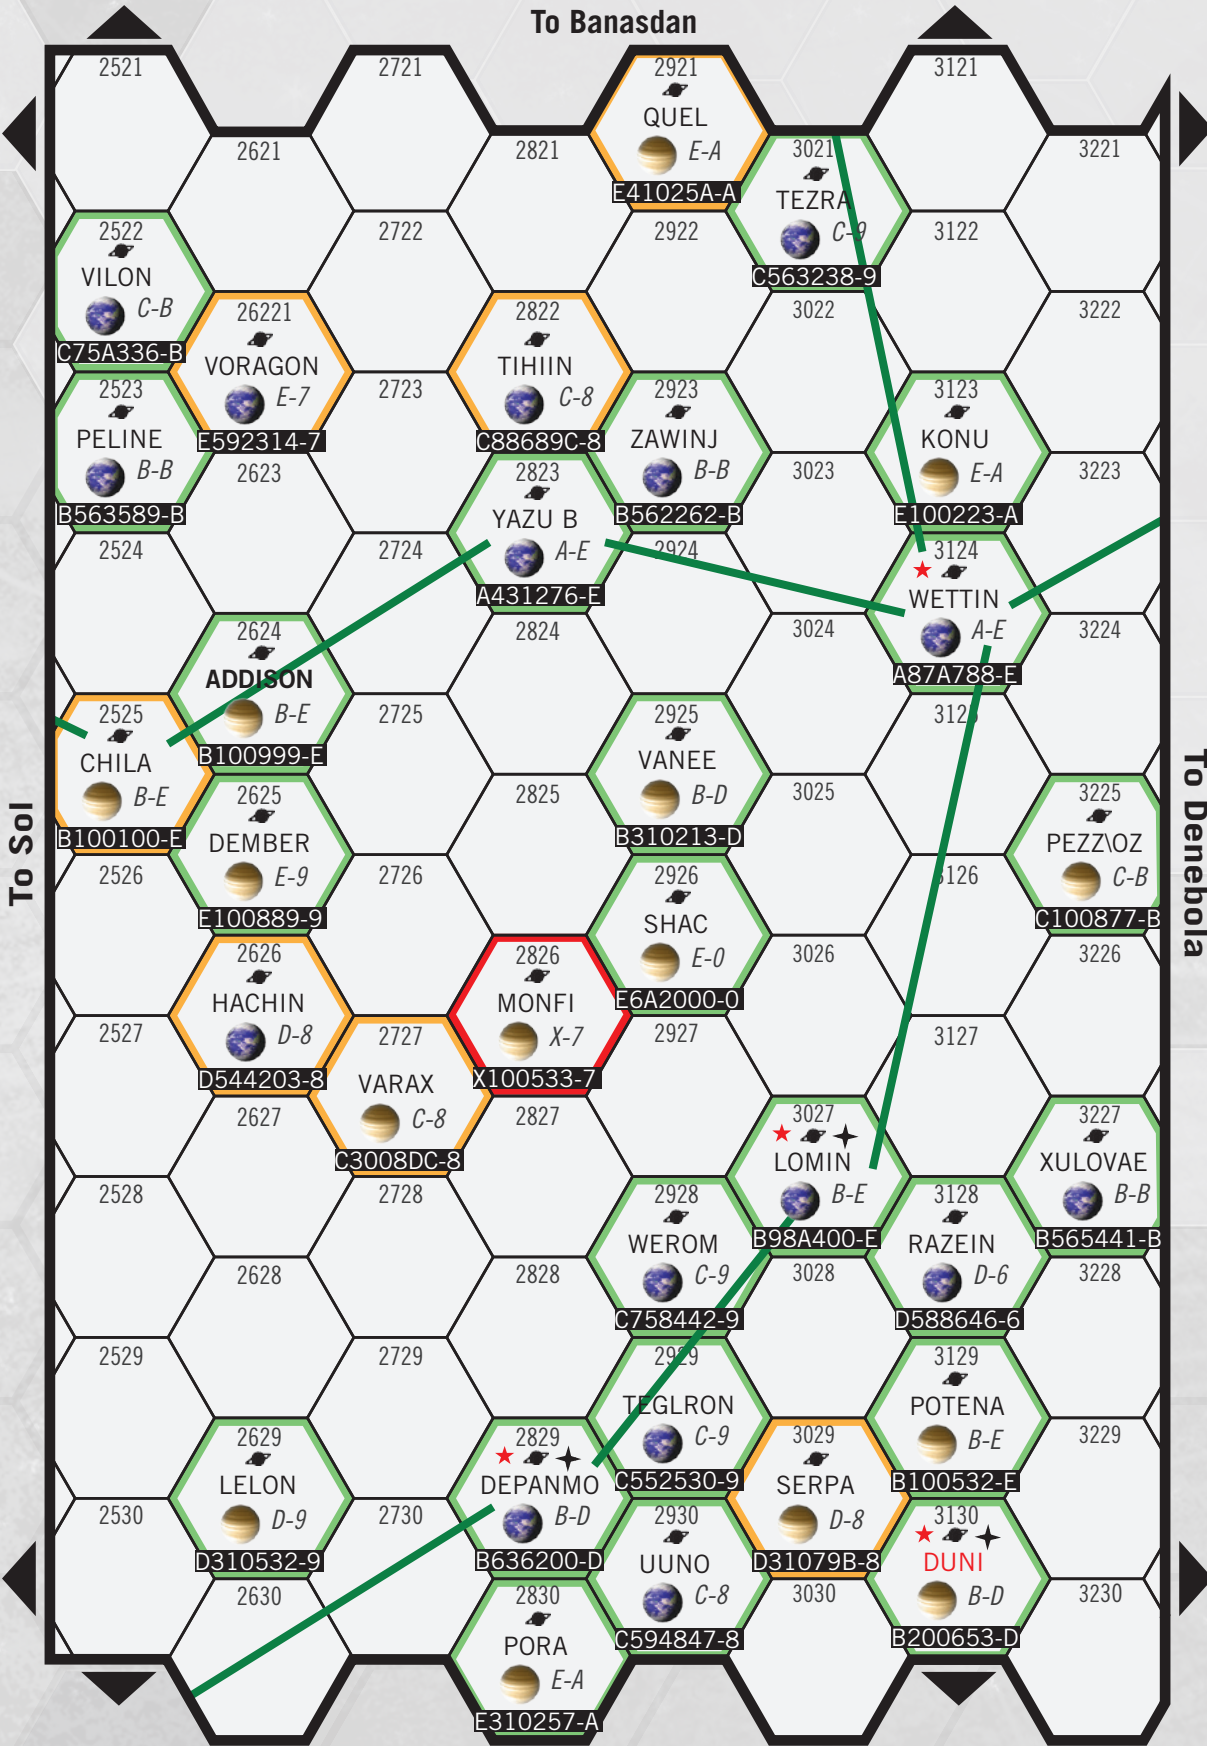 To Banasdan
2521
2721
2921
QUEL
E-A
E41025A-A
3121
2621
2821
3021
TEZRA
C-9
C563238-9
3221
2522
VILON
C-B
C75A336-B
2722
2922
3122
26221
VORAGON
E-7
E592314-7
2822
TIHIIN
C-8
C88689C-8
3022
3222
2523
PELINE
B-B
B563589-B
2723
2923
ZAWINJ
B-B
B562262-B
3123
KONU
E-A
E100223-A
2623
2823
YAZU B
A-E
A431276-E
3023
3223
2524
2724
2924
3124
WETTIN
A-E
A87A788-E
2624
ADDISON
B-E
B100999-E
2824
3024
3224
2525
CHILA
B-E
B100100-E
2725
2925
VANEE
B-D
B310213-D
3125
2625
DEMBER
E-9
E100889-9
2825
3025
3225
PEZZ\OZ
C-B
C100877-B
To Sol
To Denebola
2526
2726
2926
SHAC
E-0
E6A2000-0
3126
2626
HACHIN
D-8
D544203-8
2826
MONFI
X-7
X100533-7
3026
3226
2527
2727
VARAX
C-8
C3008DC-8
2927
3127
2627
2827
3027
LOMIN
B-E
B98A400-E
3227
XULOVAE
B-B
B565441-B
2528
2728
2928
WEROM
C-9
C758442-9
3128
RAZEIN
D-6
D588646-6
2628
2828
3028
3228
2529
2729
2929
TEGLRON
C-9
C552530-9
3129
POTENA
B-E
B100532-E
2629
LELON
D-9
D310532-9
2829
DEPANMO
B-D
B636200-D
3029
SERPA
D-8
D31079B-8
3229
2530
2730
2930
UUNO
C-8
C594847-8
3130
DUNI
B-D
B200653-D
2630
2830
PORA
E-A
E310257-A
3030
3230